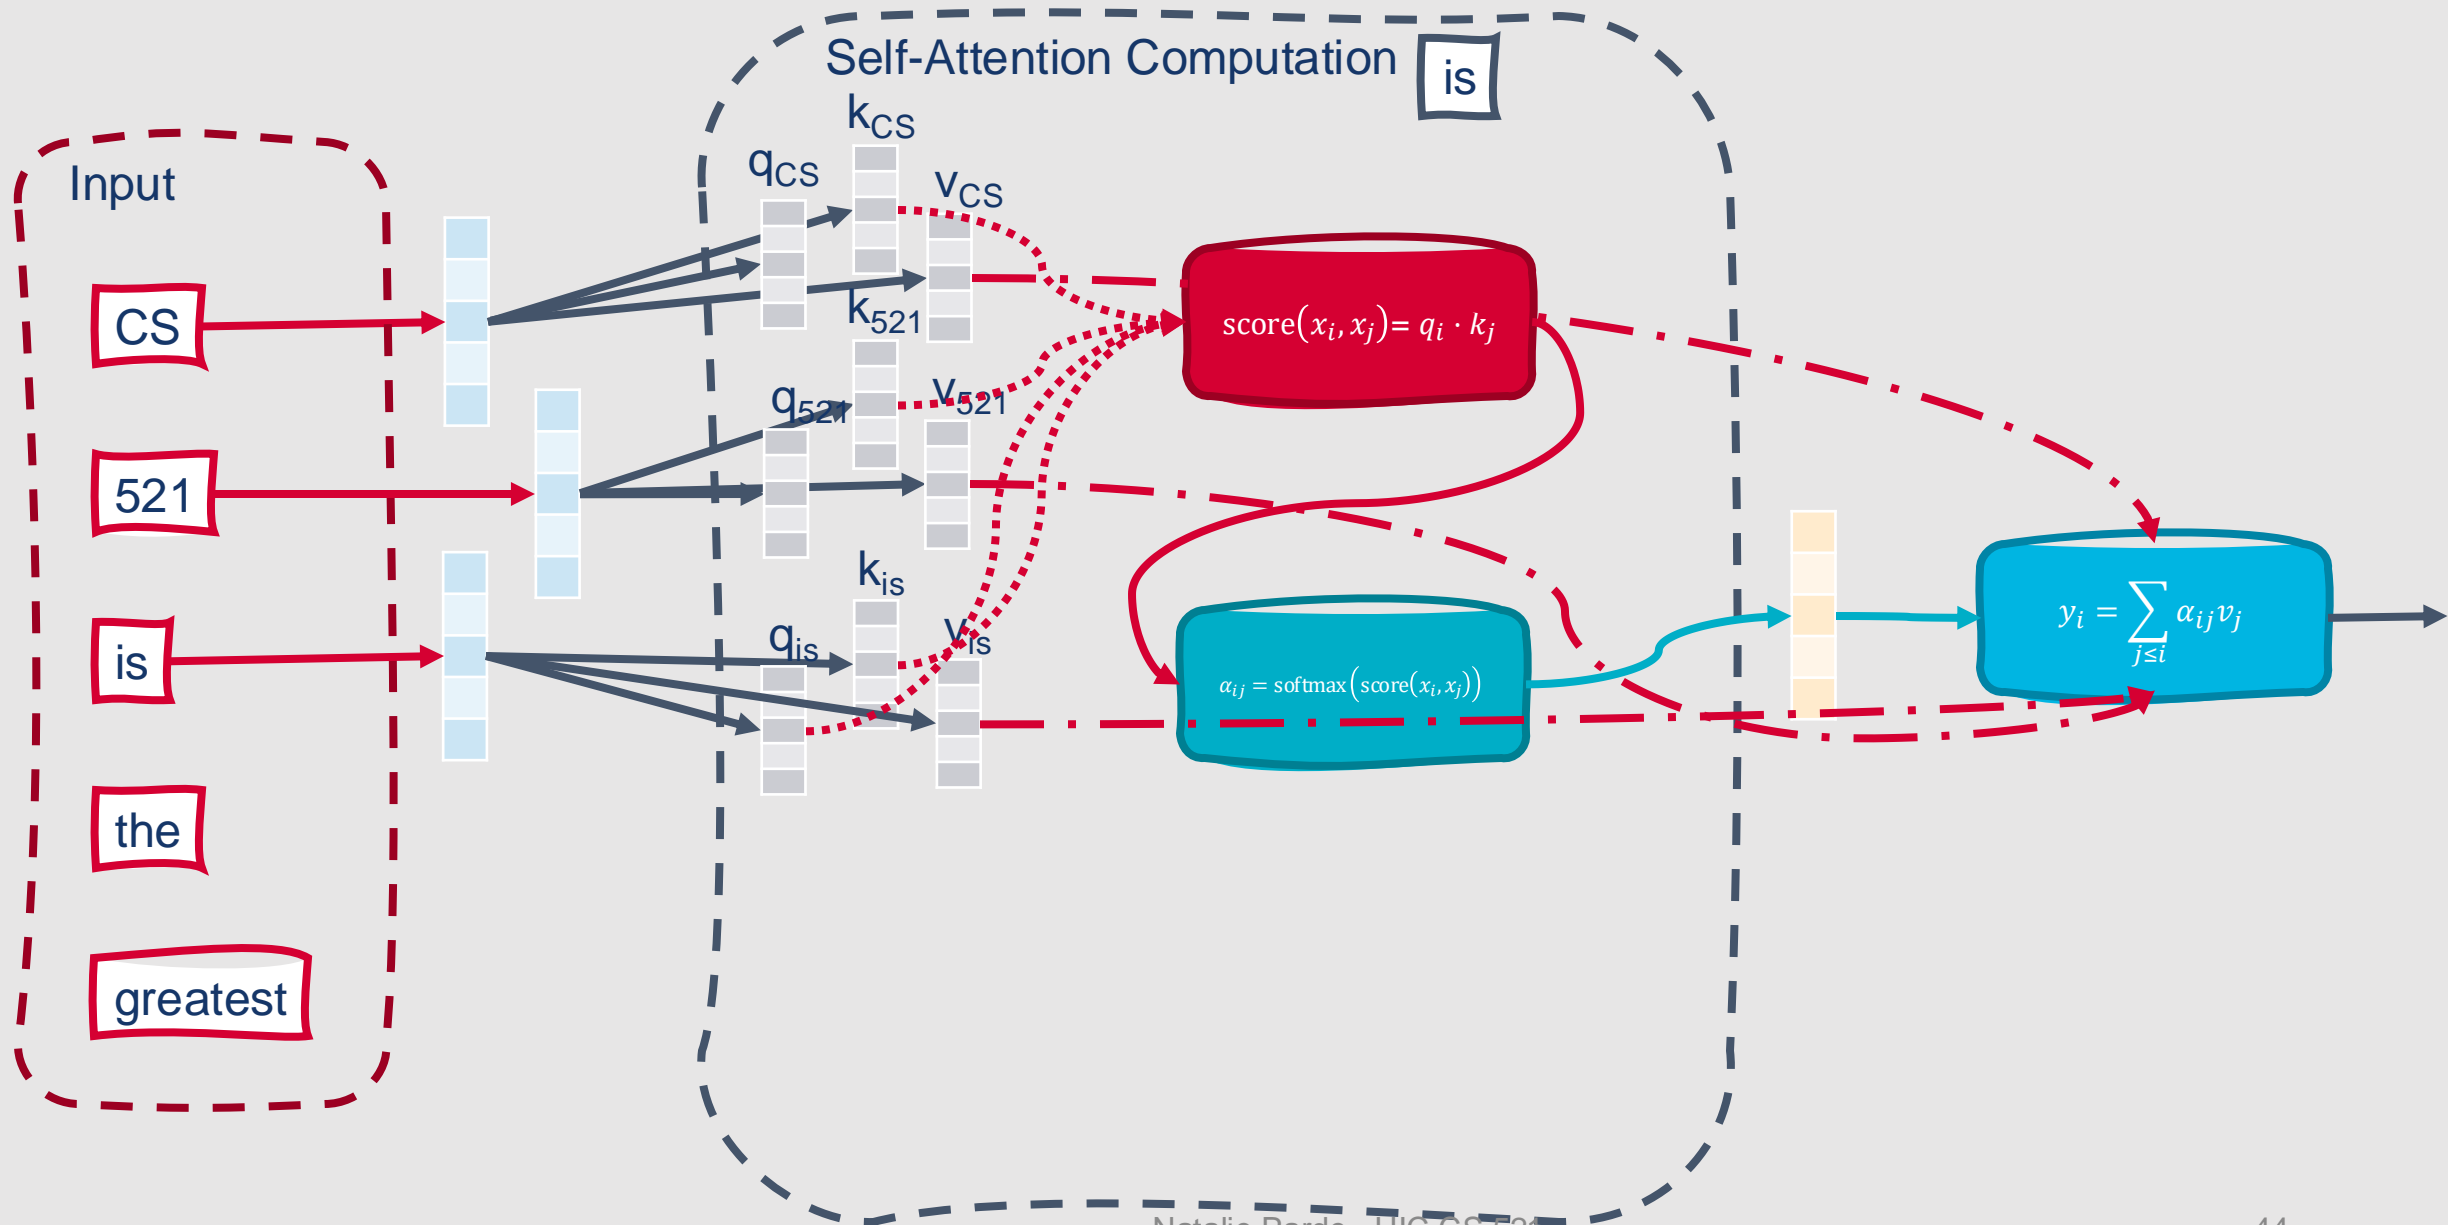 Self-Attention Computation
is
Input
CS
521
is
the
greatest
k_CS
q_CS
v_CS
k_521
q_521
v_521
k_is
q_is
v_is
score(x_i, x_j)= q_i · k_j
α_ij = softmax(score(x_i, x_j))
y_i = ∑_{j≤i} α_ij v_j